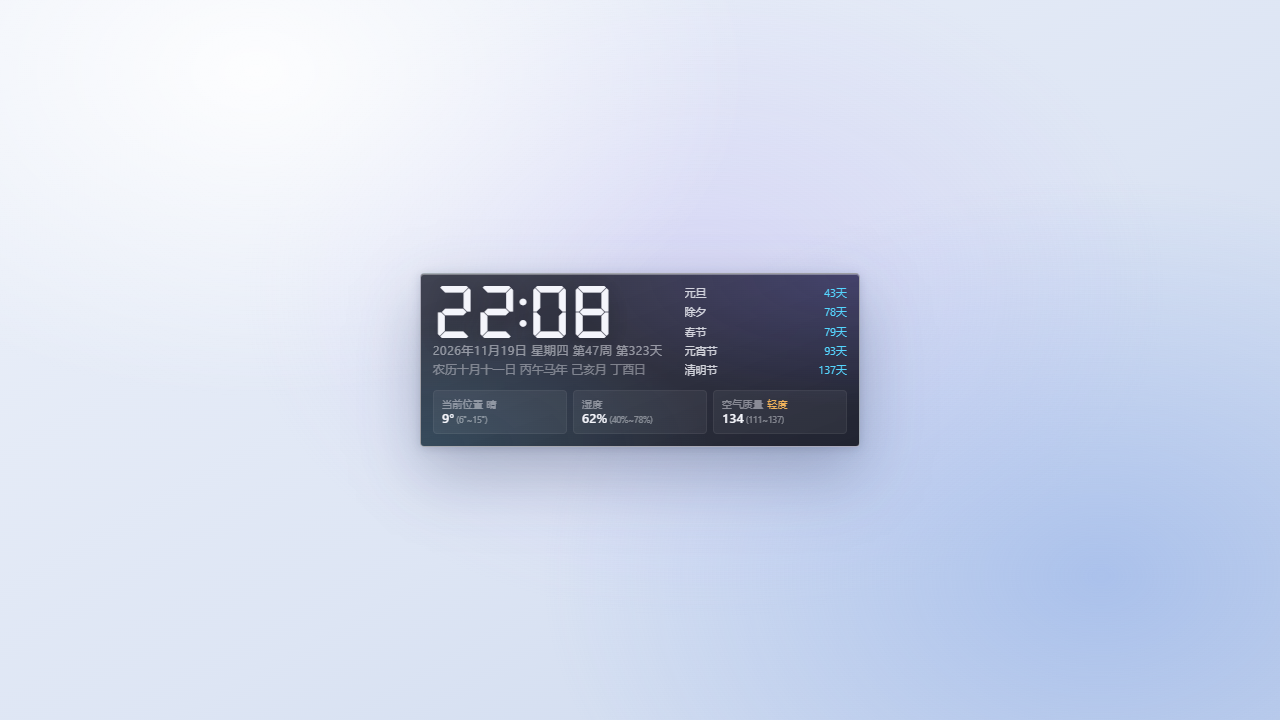 22:08
2026年11月19日 星期四 第47周 第323天
农历十月十一日 丙午马年 己亥月 丁酉日
元旦 43天
除夕 78天
春节 79天
元宵节 93天
清明节 137天
当前位置 晴
9° (6°~15°)
湿度
62% (40%~78%)
空气质量 轻度
134 (111~137)